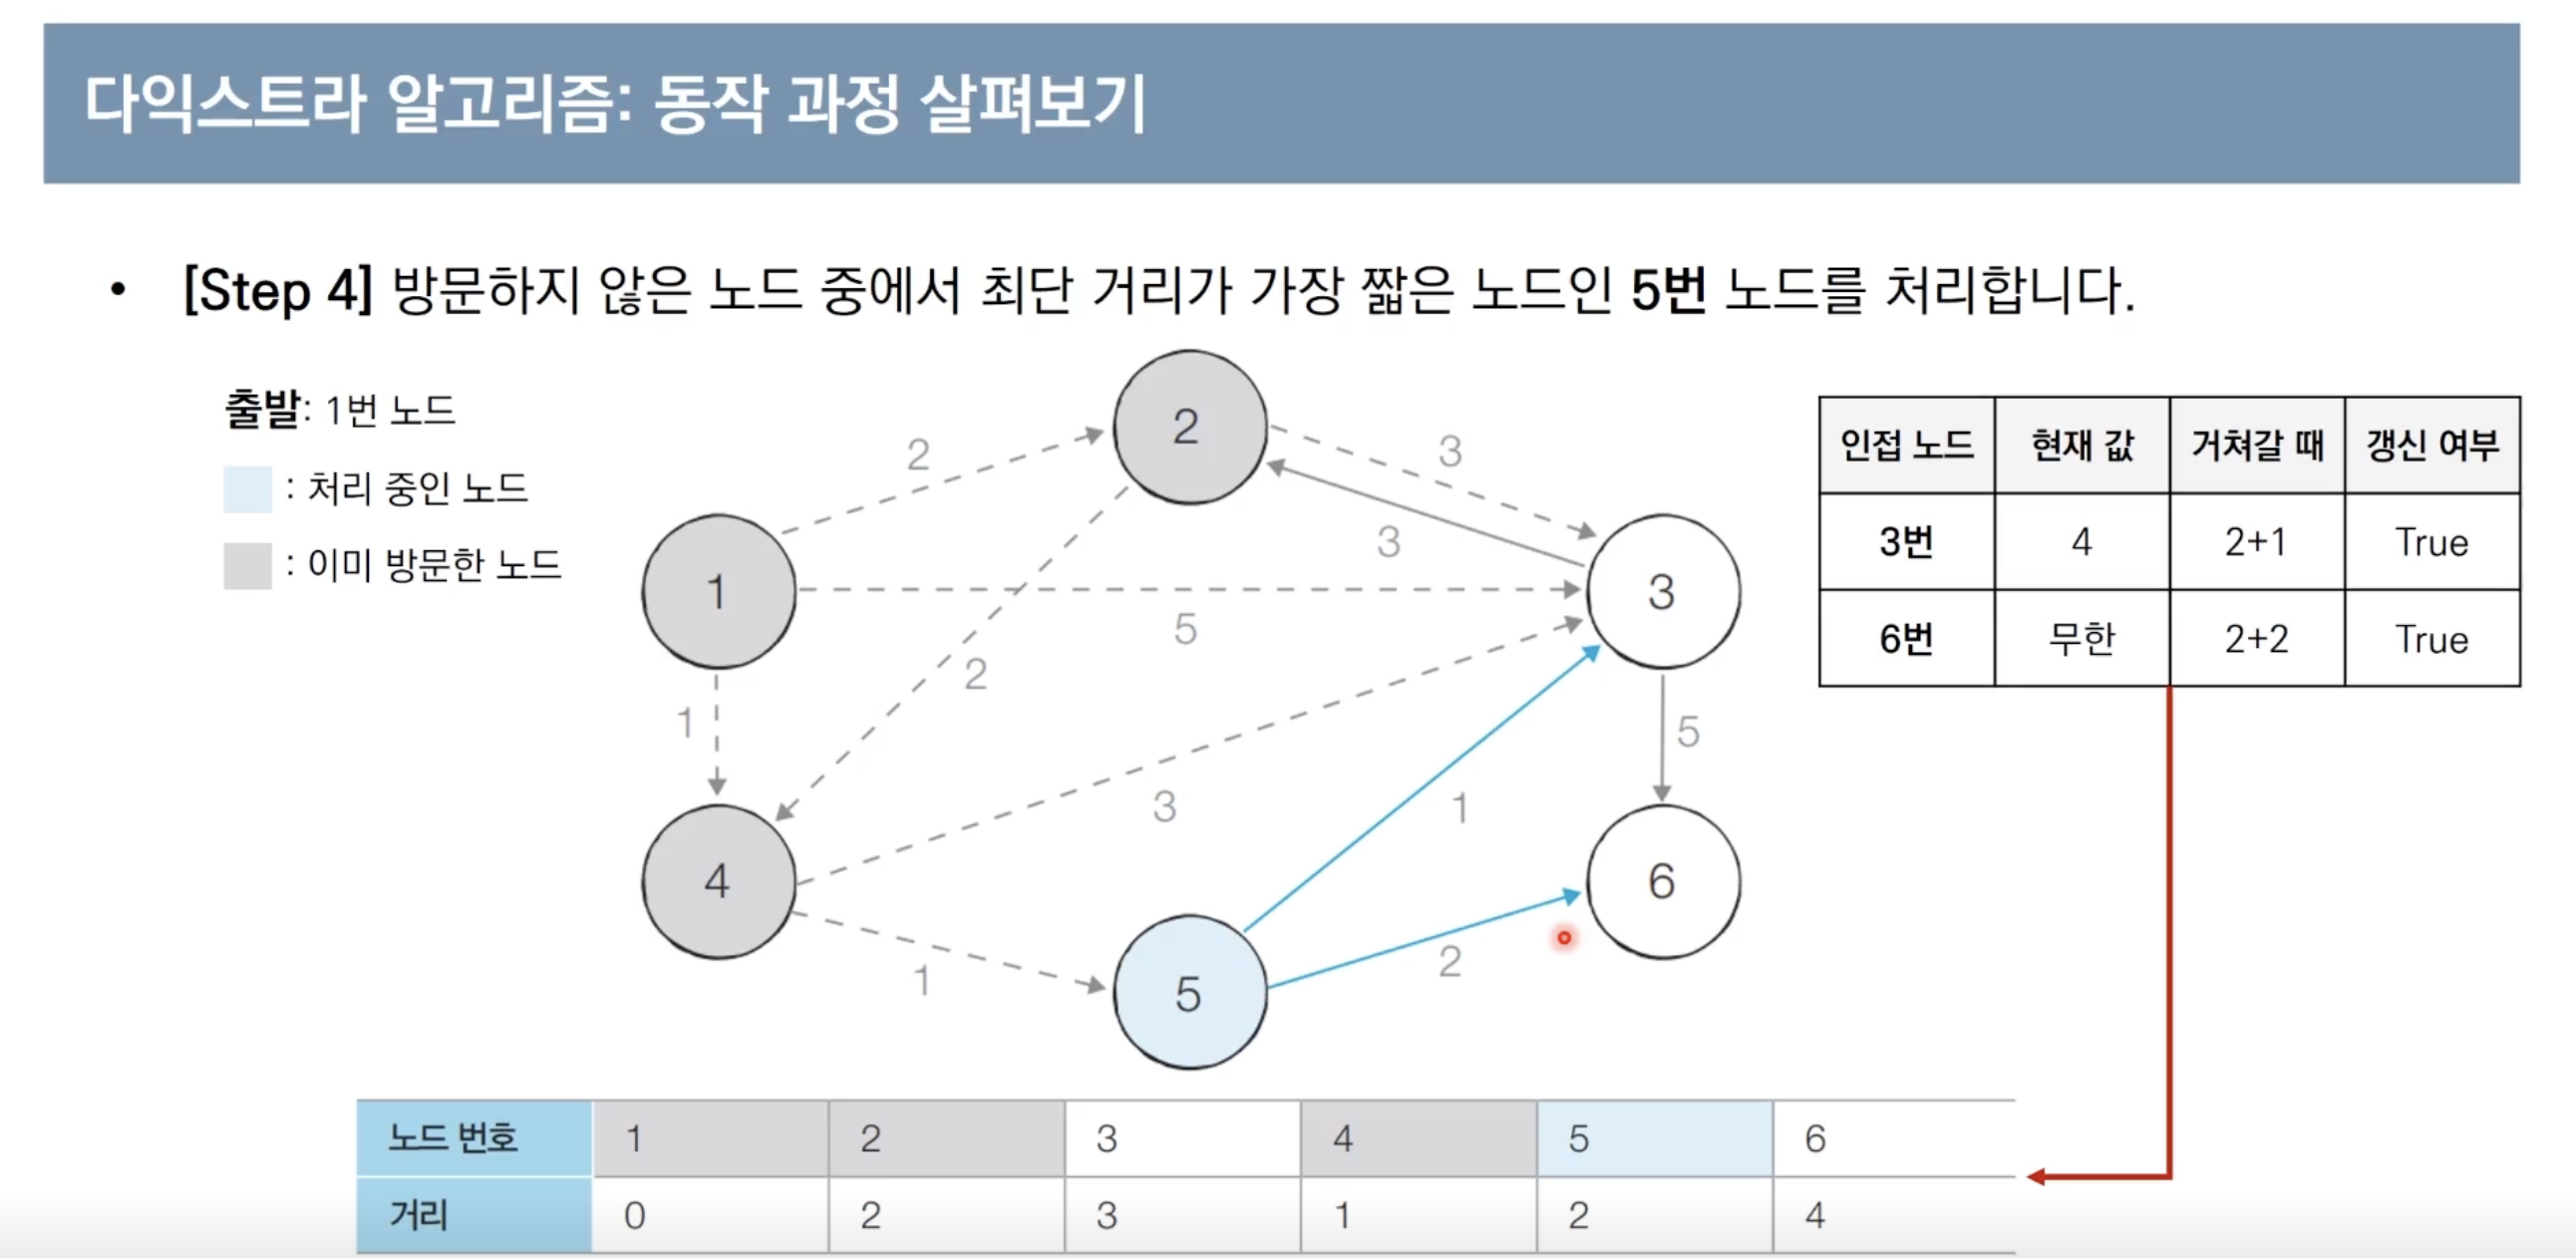 다익스트라 알고리즘: 동작 과정 살펴보기
• [Step 4] 방문하지 않은 노드 중에서 최단 거리가 가장 짧은 노드인 5번 노드를 처리합니다.
출발: 1번 노드
: 처리 중인 노드
: 이미 방문한 노드
2
2
3
3
1
5
3
2
1
5
3
1
4
6
2
1
5
인접 노드 현재 값 거쳐갈 때 갱신 여부
3번 4 2+1 True
6번 무한 2+2 True
노드 번호 1 2 3 4 5 6
거리 0 2 3 1 2 4